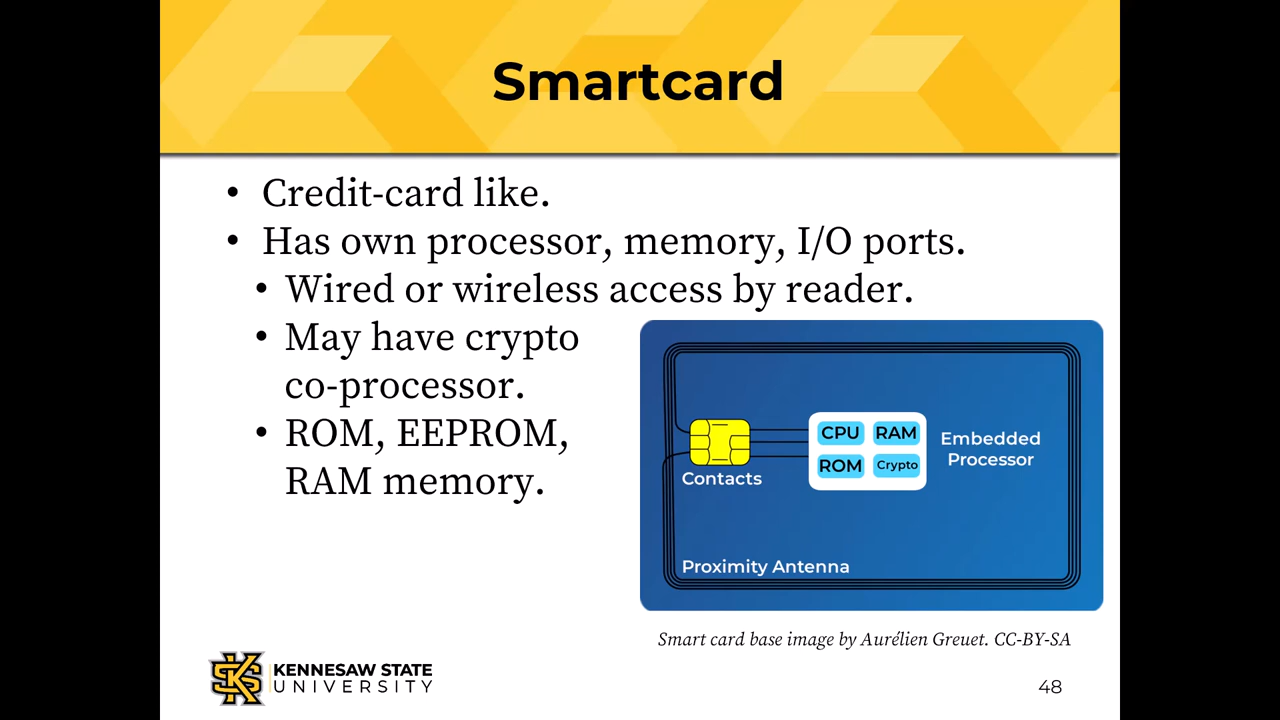 Smartcard
• Credit-card like.
• Has own processor, memory, I/O ports.
• Wired or wireless access by reader.
• May have crypto
co-processor.
• ROM, EEPROM,
RAM memory.
CPU RAM
ROM Crypto
Embedded
Processor
Contacts
Proximity Antenna
Smart card base image by Aurélien Greuet. CC-BY-SA
KS
KENNESAW STATE
UNIVERSITY
48